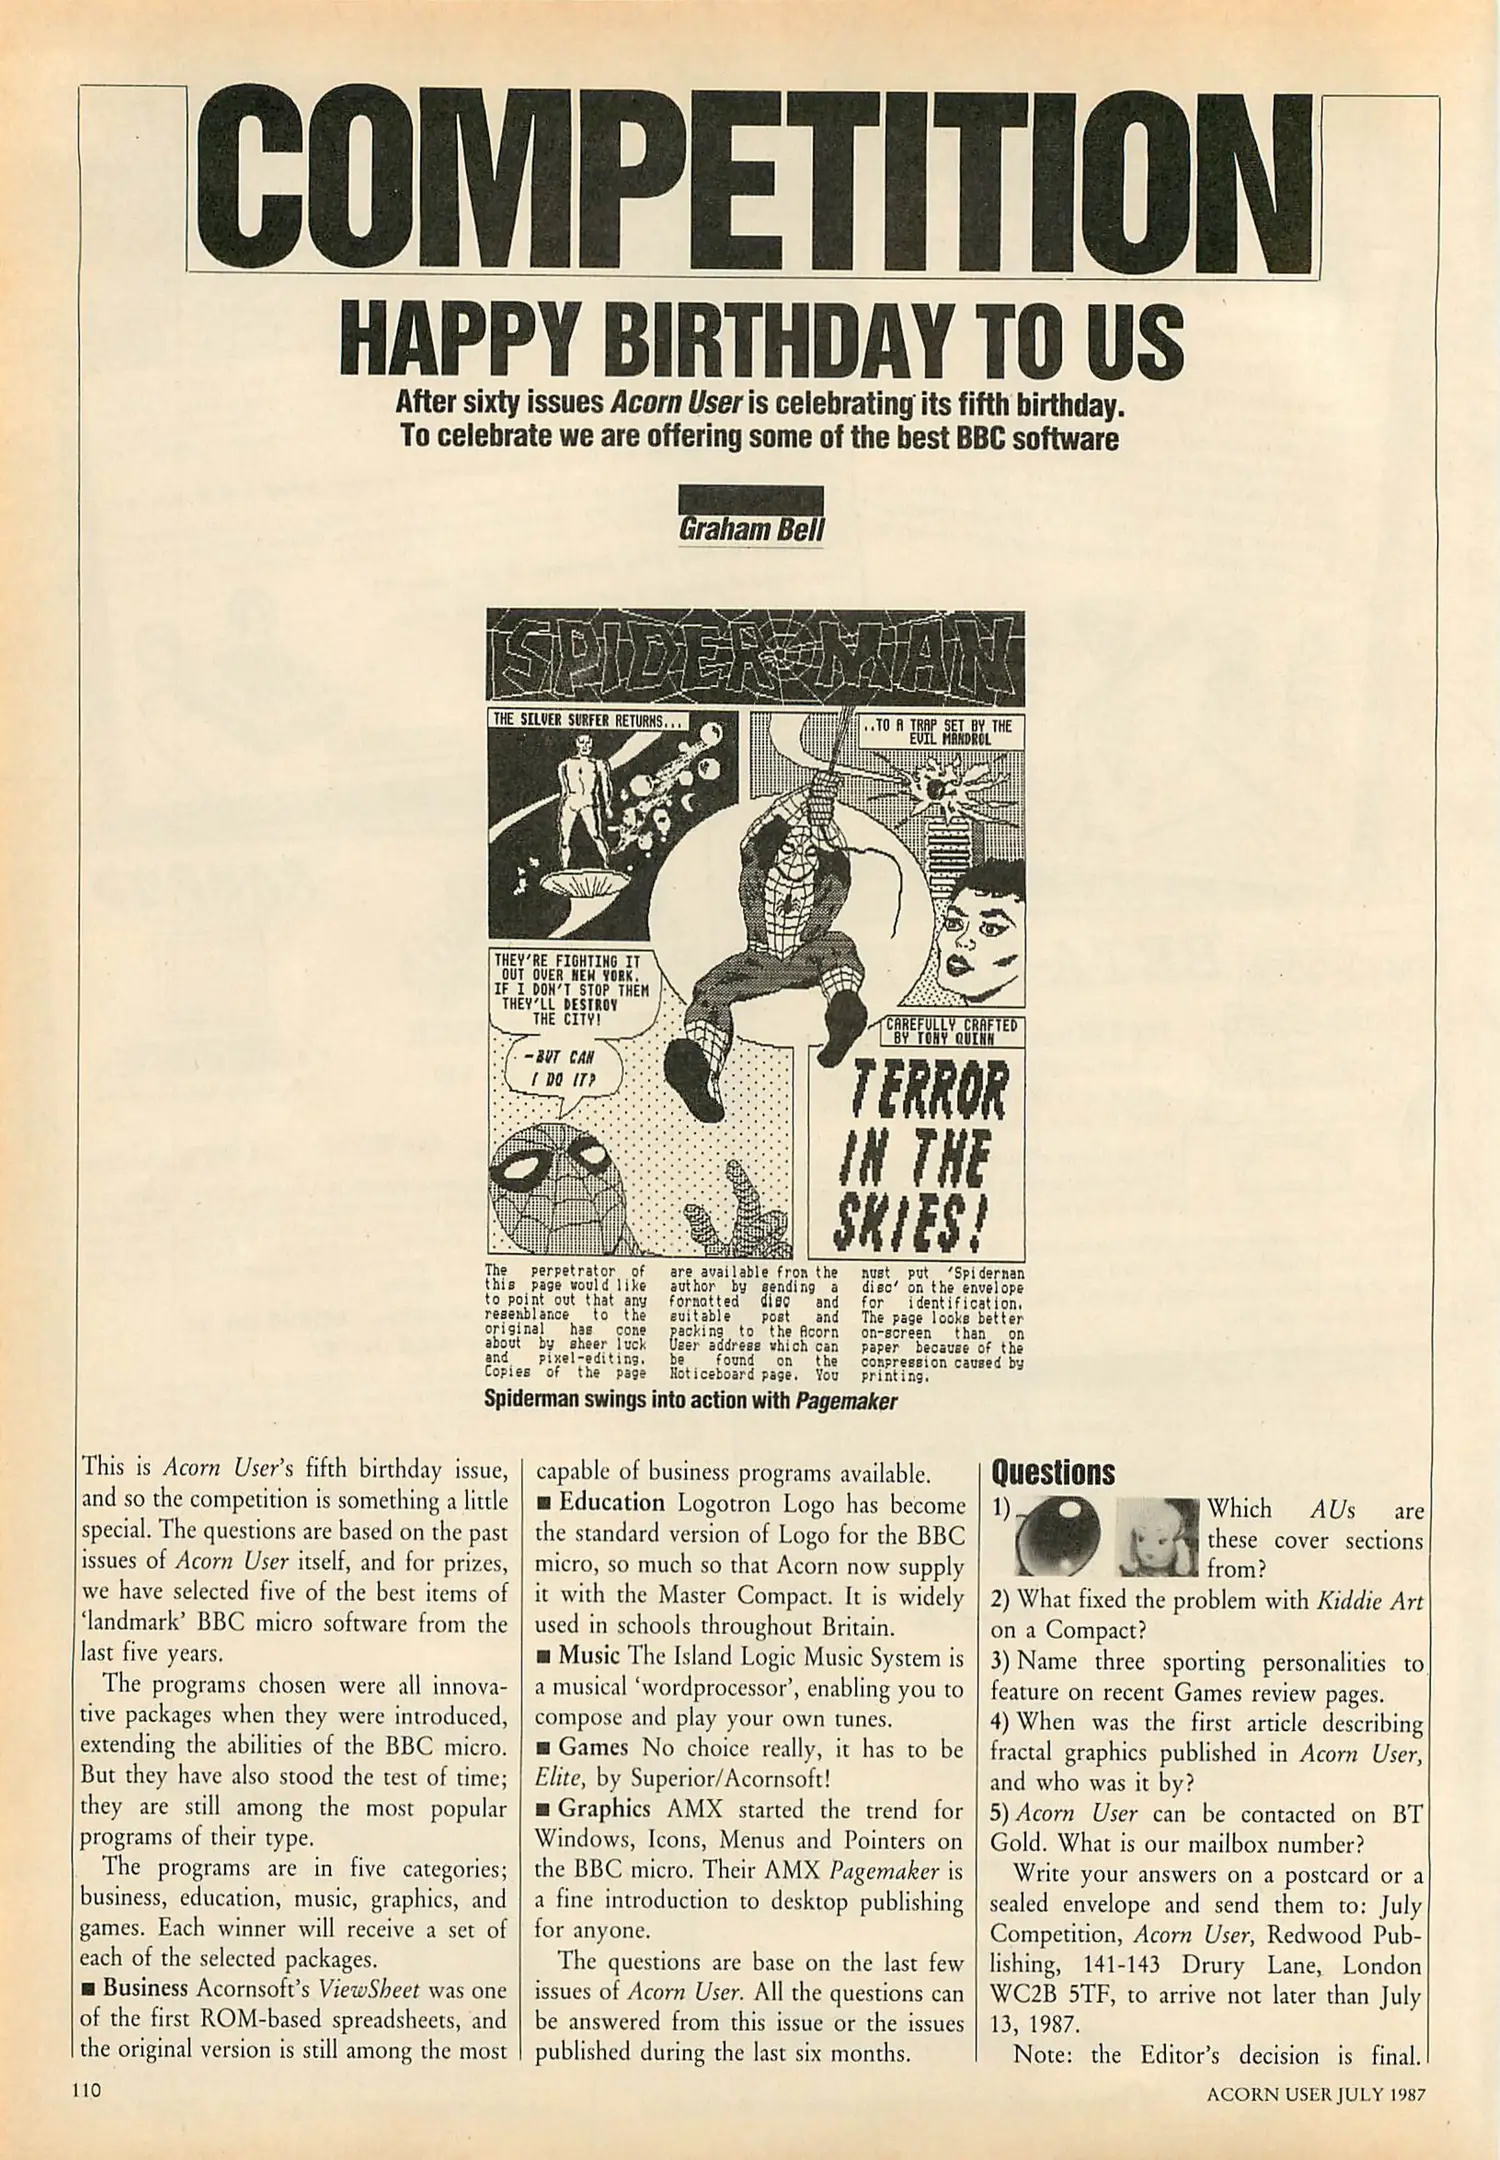 COMPETITION
HAPPY BIRTHDAY TO US
After sixty issues Acorn User is celebrating its fifth birthday.
To celebrate we are offering some of the best BBC software
Graham Bell
SPIDER-MAN
THE SILVER SURFER RETURNS...
..TO A TRAP SET BY THE
EVIL MANDROL
THEY'RE FIGHTING IT
OUT OVER NEW YORK.
IF I DON'T STOP THEM
THEY'LL DESTROY
THE CITY!
-BUT CAN
I DO IT?
CAREFULLY CRAFTED
BY TONY QUINN
TERROR
IN THE
SKIES!
The perpetrator of
this page would like
to point out that any
resemblance to the
original has come
about by sheer luck
and pixel-editing.
Copies of the page
are available from the
author by sending a
formatted disc and
suitable post and
packing to the Acorn
User address which can
be found on the
Noticeboard page. You
must put 'Spiderman
disc' on the envelope
for identification.
The page looks better
on-screen than on
paper because of the
compression caused by
printing.
Spiderman swings into action with Pagemaker
This is Acorn User's fifth birthday issue,
and so the competition is something a little
special. The questions are based on the past
issues of Acorn User itself, and for prizes,
we have selected five of the best items of
'landmark' BBC micro software from the
last five years.
The programs chosen were all innova-
tive packages when they were introduced,
extending the abilities of the BBC micro.
But they have also stood the test of time;
they are still among the most popular
programs of their type.
The programs are in five categories;
business, education, music, graphics, and
games. Each winner will receive a set of
each of the selected packages.
■ Business Acornsoft's ViewSheet was one
of the first ROM-based spreadsheets, and
the original version is still among the most
capable of business programs available.
■ Education Logotron Logo has become
the standard version of Logo for the BBC
micro, so much so that Acorn now supply
it with the Master Compact. It is widely
used in schools throughout Britain.
■ Music The Island Logic Music System is
a musical 'wordprocessor', enabling you to
compose and play your own tunes.
■ Games No choice really, it has to be
Elite, by Superior/Acornsoft!
■ Graphics AMX started the trend for
Windows, Icons, Menus and Pointers on
the BBC micro. Their AMX Pagemaker is
a fine introduction to desktop publishing
for anyone.
The questions are base on the last few
issues of Acorn User. All the questions can
be answered from this issue or the issues
published during the last six months.
Questions
1) Which AUs are
these cover sections
from?
2) What fixed the problem with Kiddie Art
on a Compact?
3) Name three sporting personalities to
feature on recent Games review pages.
4) When was the first article describing
fractal graphics published in Acorn User,
and who was it by?
5) Acorn User can be contacted on BT
Gold. What is our mailbox number?
Write your answers on a postcard or a
sealed envelope and send them to: July
Competition, Acorn User, Redwood Pub-
lishing, 141-143 Drury Lane, London
WC2B 5TF, to arrive not later than July
13, 1987.
Note: the Editor's decision is final.
110
ACORN USER JULY 1987